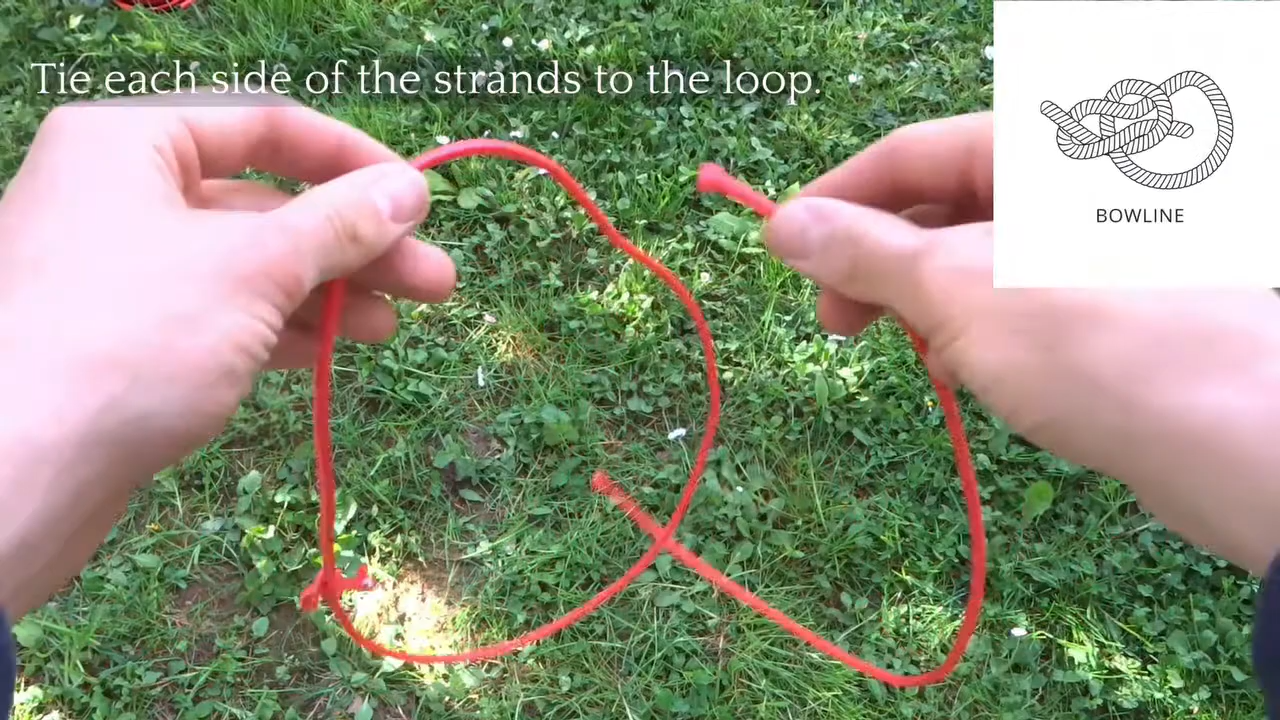 Tie each side of the strands to the loop.
BOWLINE